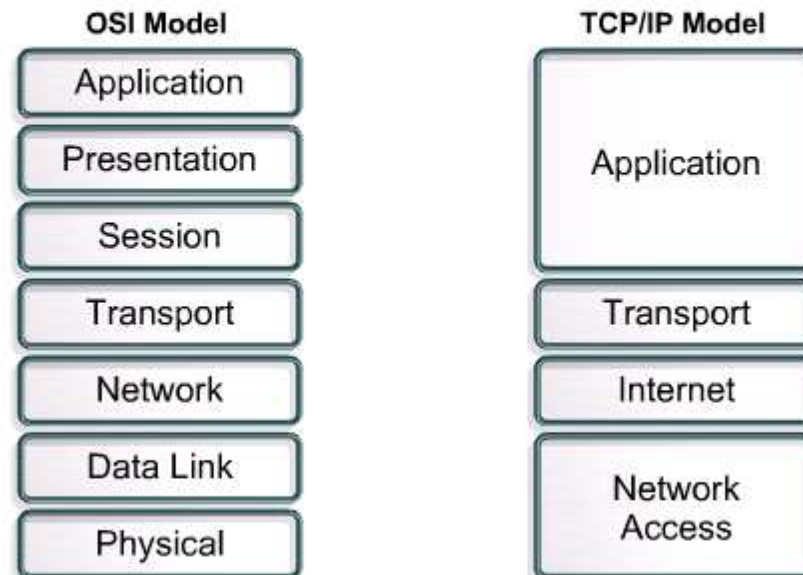 OSI Model
Application
Presentation
Session
Transport
Network
Data Link
Physical
TCP/IP Model
Application
Transport
Internet
Network
Access